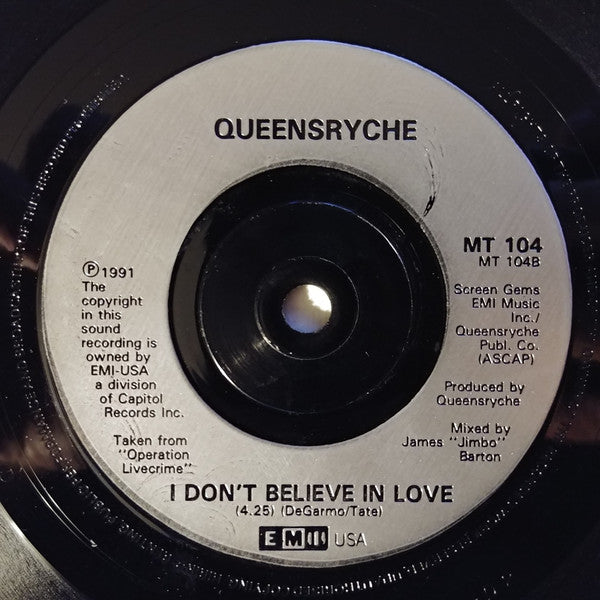 QUEENSRYCHE
MT 104
MT 104B
℗ 1991
The
copyright
in this
sound
recording is
owned by
EMI-USA
a division
of Capitol
Records Inc.
Taken from
"Operation
Livecrime"
Screen Gems
EMI Music
Inc./
Queensryche
Publ. Co.
(ASCAP)
Produced by
Queensryche
Mixed by
James "Jimbo"
Barton
I DON'T BELIEVE IN LOVE
(4.25) (DeGarmo/Tate)
EMI USA